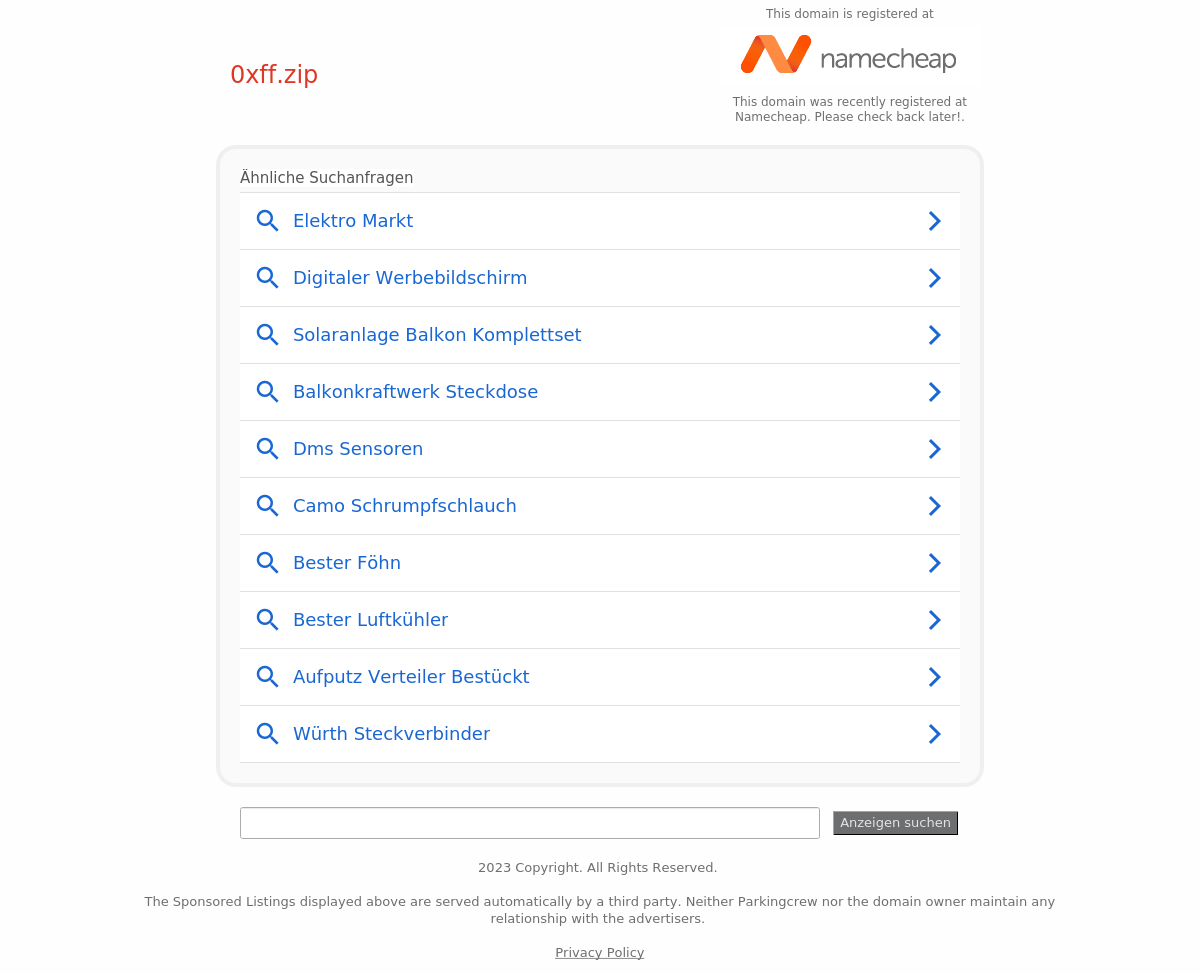 This domain is registered at
namecheap
0xff.zip
This domain was recently registered at
Namecheap. Please check back later!.
Ähnliche Suchanfragen
Elektro Markt
Digitaler Werbebildschirm
Solaranlage Balkon Komplettset
Balkonkraftwerk Steckdose
Dms Sensoren
Camo Schrumpfschlauch
Bester Föhn
Bester Luftkühler
Aufputz Verteiler Bestückt
Würth Steckverbinder
Anzeigen suchen
2023 Copyright. All Rights Reserved.
The Sponsored Listings displayed above are served automatically by a third party. Neither Parkingcrew nor the domain owner maintain any
relationship with the advertisers.
Privacy Policy